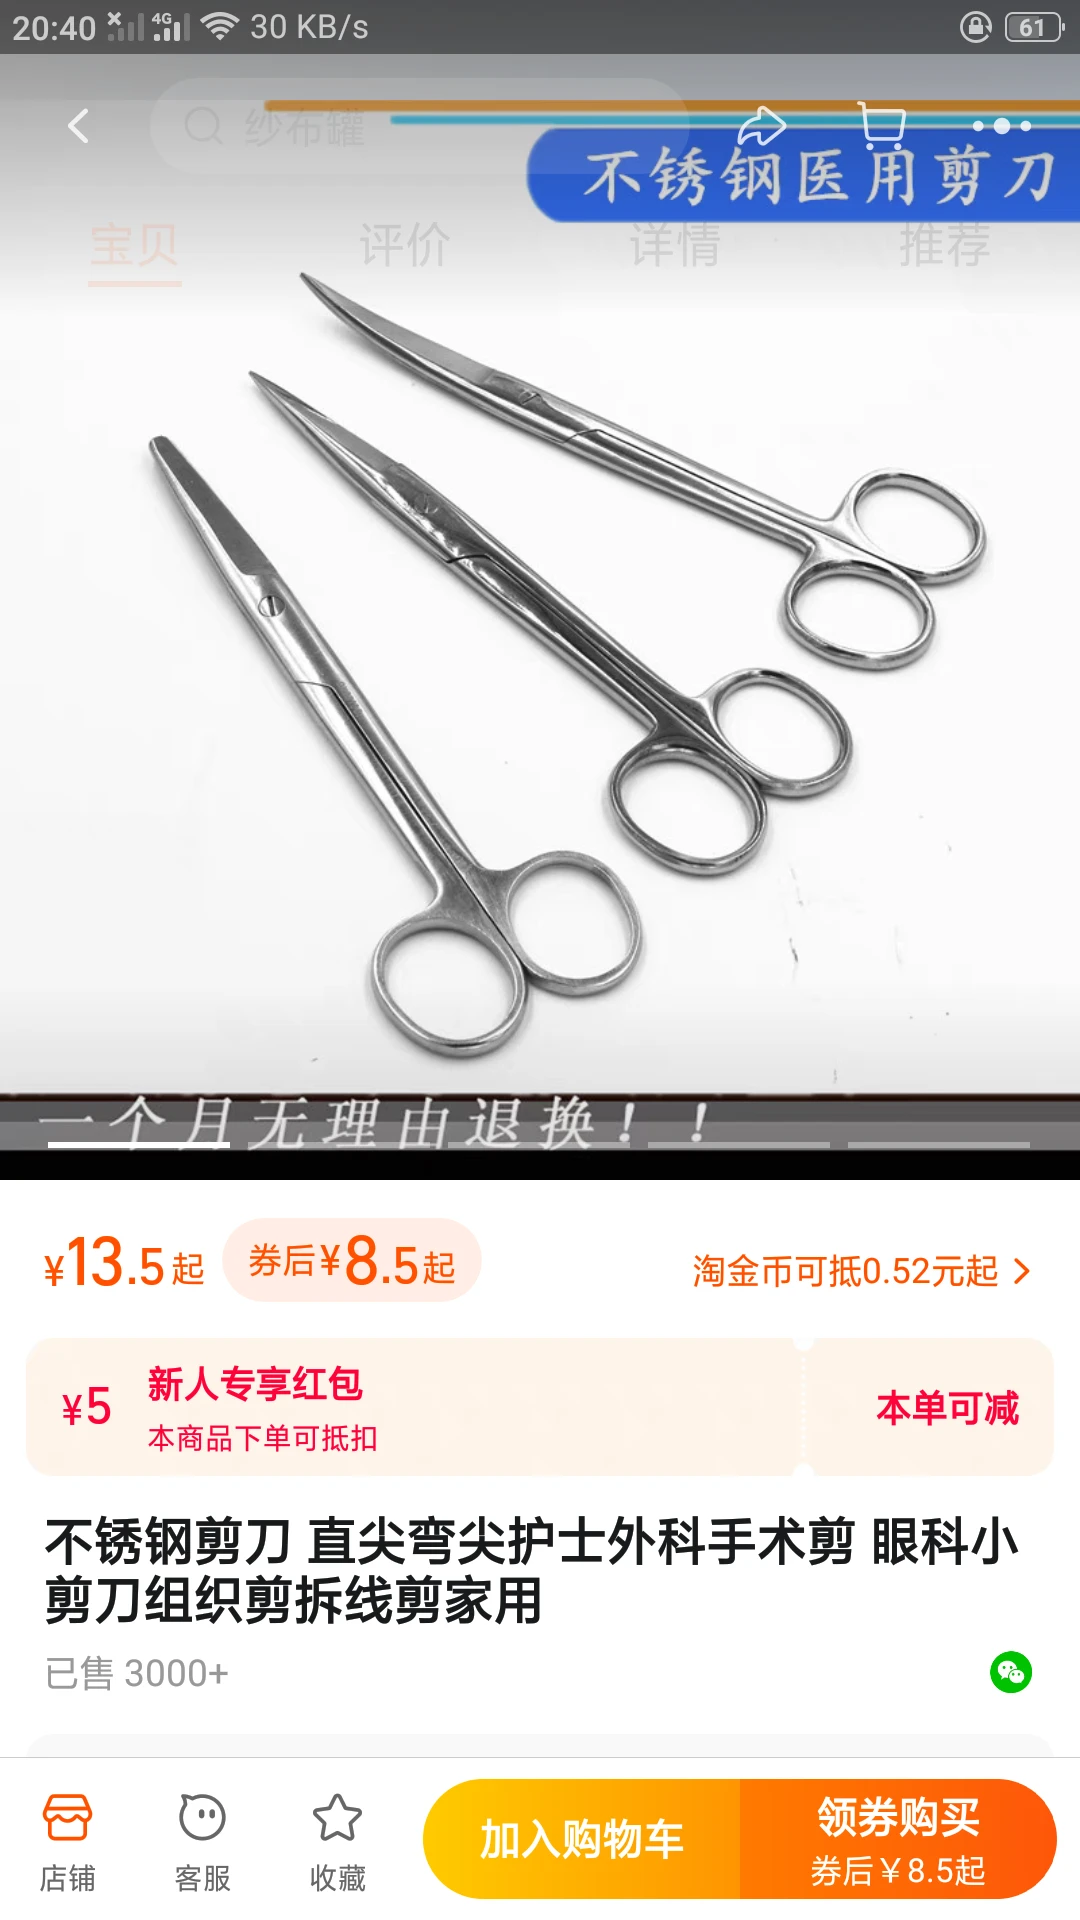 20:40 4G 30 KB/s 61
纱布罐
不锈钢医用剪刀
宝贝 评价 详情 推荐
一个月无理由退换！！
¥13.5起 券后¥8.5起 淘金币可抵0.52元起
¥5 新人专享红包 本单可减
本商品下单可抵扣
不锈钢剪刀 直尖弯尖护士外科手术剪 眼科小
剪刀组织剪拆线剪家用
已售 3000+
店铺 客服 收藏 加入购物车 领券购买
券后￥8.5起